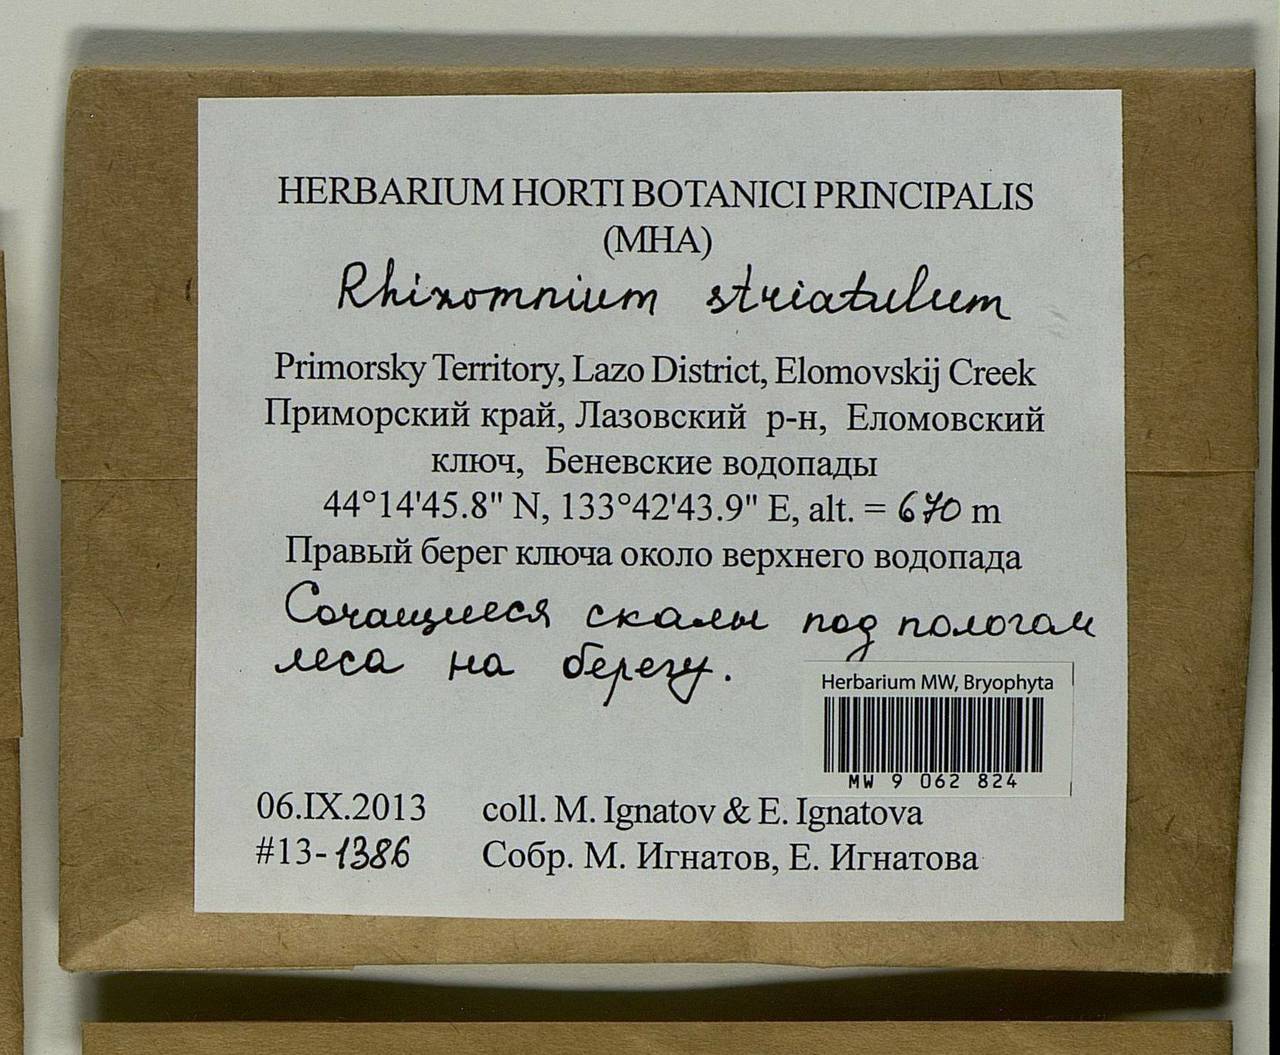 HERBARIUM HORTI BOTANICI PRINCIPALIS
(MHA)
Rhizomnium striatulum
Primorsky Territory, Lazo District, Elomovskij Creek
Приморский край, Лазовский р-н, Еломовский
ключ, Беневские водопады
44°14'45.8" N, 133°42'43.9" E, alt. = 670 m
Правый берег ключа около верхнего водопада
Сочащиеся скалы под пологом
леса на берегу.
Herbarium MW, Bryophyta
MW 9 062 824
06.IX.2013 coll. M. Ignatov & E. Ignatova
#13-1386 Собр. М. Игнатов, Е. Игнатова